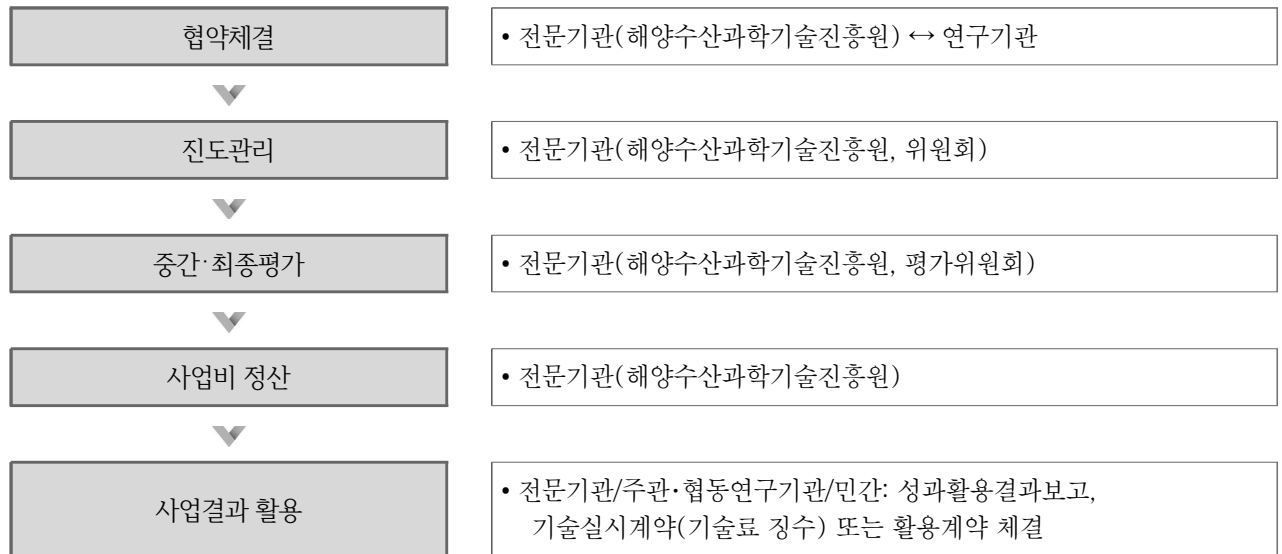 협약체결
• 전문기관(해양수산과학기술진흥원) ↔ 연구기관
진도관리
• 전문기관(해양수산과학기술진흥원, 위원회)
중간·최종평가
• 전문기관(해양수산과학기술진흥원, 평가위원회)
사업비 정산
• 전문기관(해양수산과학기술진흥원)
사업결과 활용
• 전문기관/주관·협동연구기관/민간: 성과활용결과보고,
기술실시계약(기술료 징수) 또는 활용계약 체결